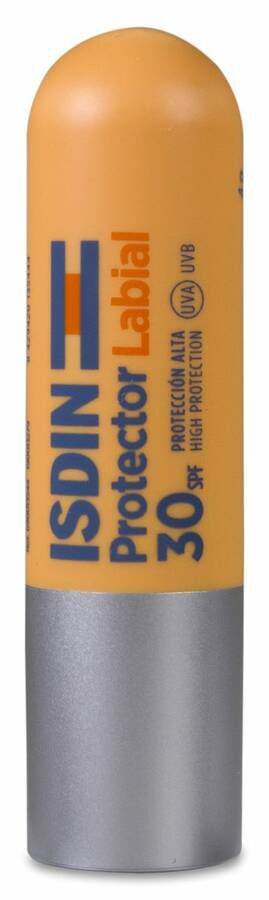 ISDIN
Protector Labial
30 SPF
PROTECCIÓN ALTA
HIGH PROTECTION
UVA UVB